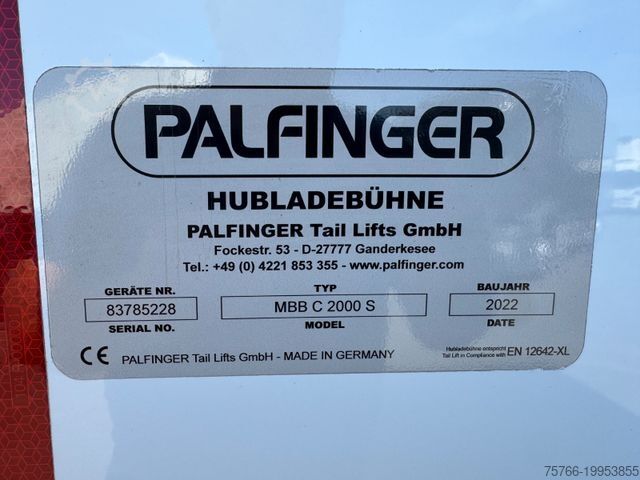 PALFINGER
HUBLADEBÜHNE
PALFINGER Tail Lifts GmbH
Fockestr. 53 - D-27777 Ganderkesee
Tel.: +49 (0) 4221 853 355 - www.palfinger.com
GERÄTE NR. TYP BAUJAHR
83785228 MBB C 2000 S 2022
SERIAL NO. MODEL DATE
CE PALFINGER Tail Lifts GmbH - MADE IN GERMANY
Hubladebühne entspricht
Tail Lift in Compliance with EN 12642-XL
75766-19953855